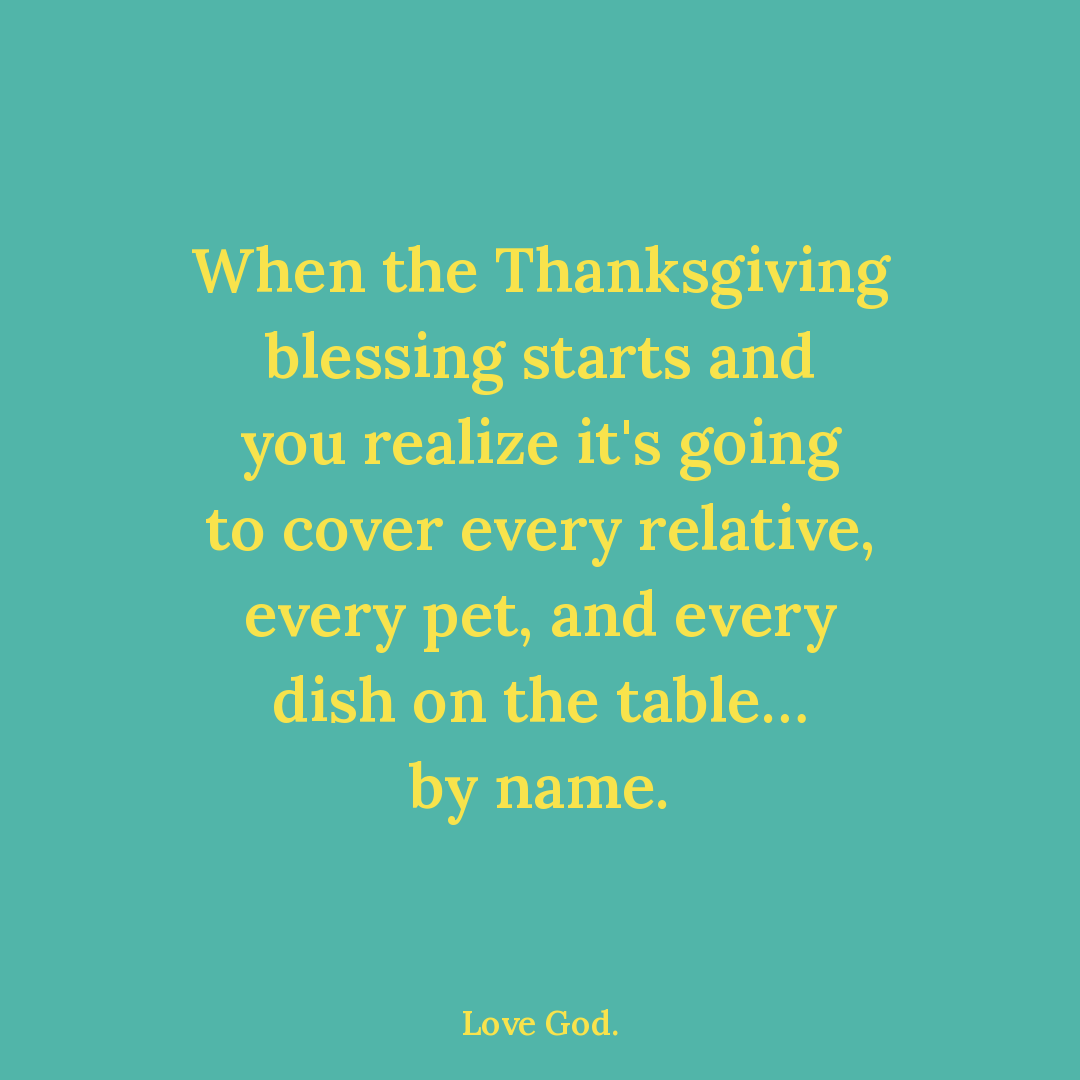 When the Thanksgiving
blessing starts and
you realize it's going
to cover every relative,
every pet, and every
dish on the table...
by name.
Love God.